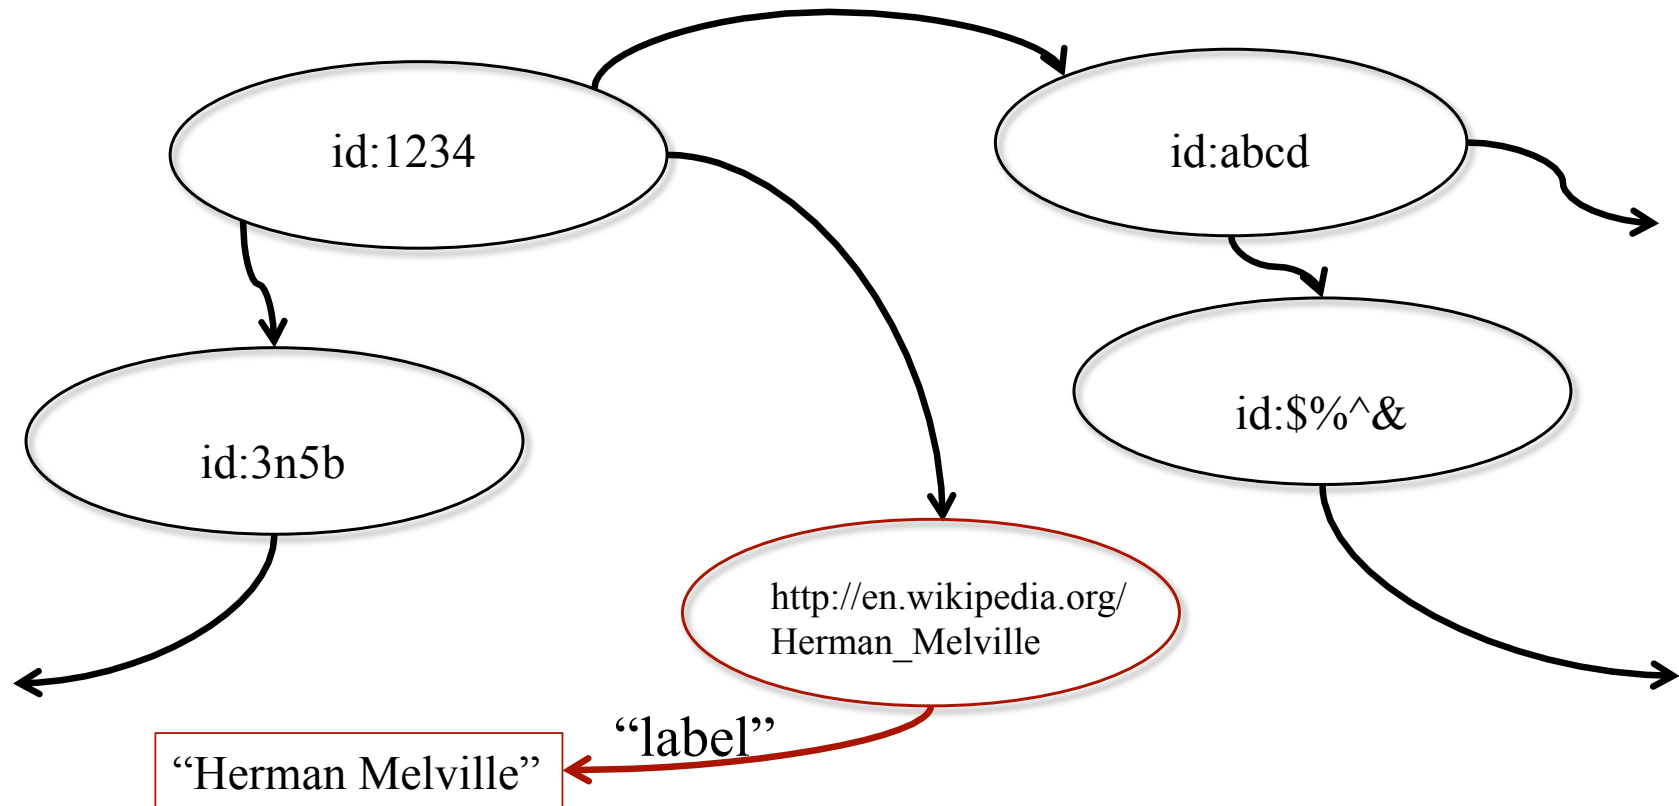 id:1234
id:abcd
id:3n5b
id:$%^&
http://en.wikipedia.org/
Herman_Melville
“label”
“Herman Melville”